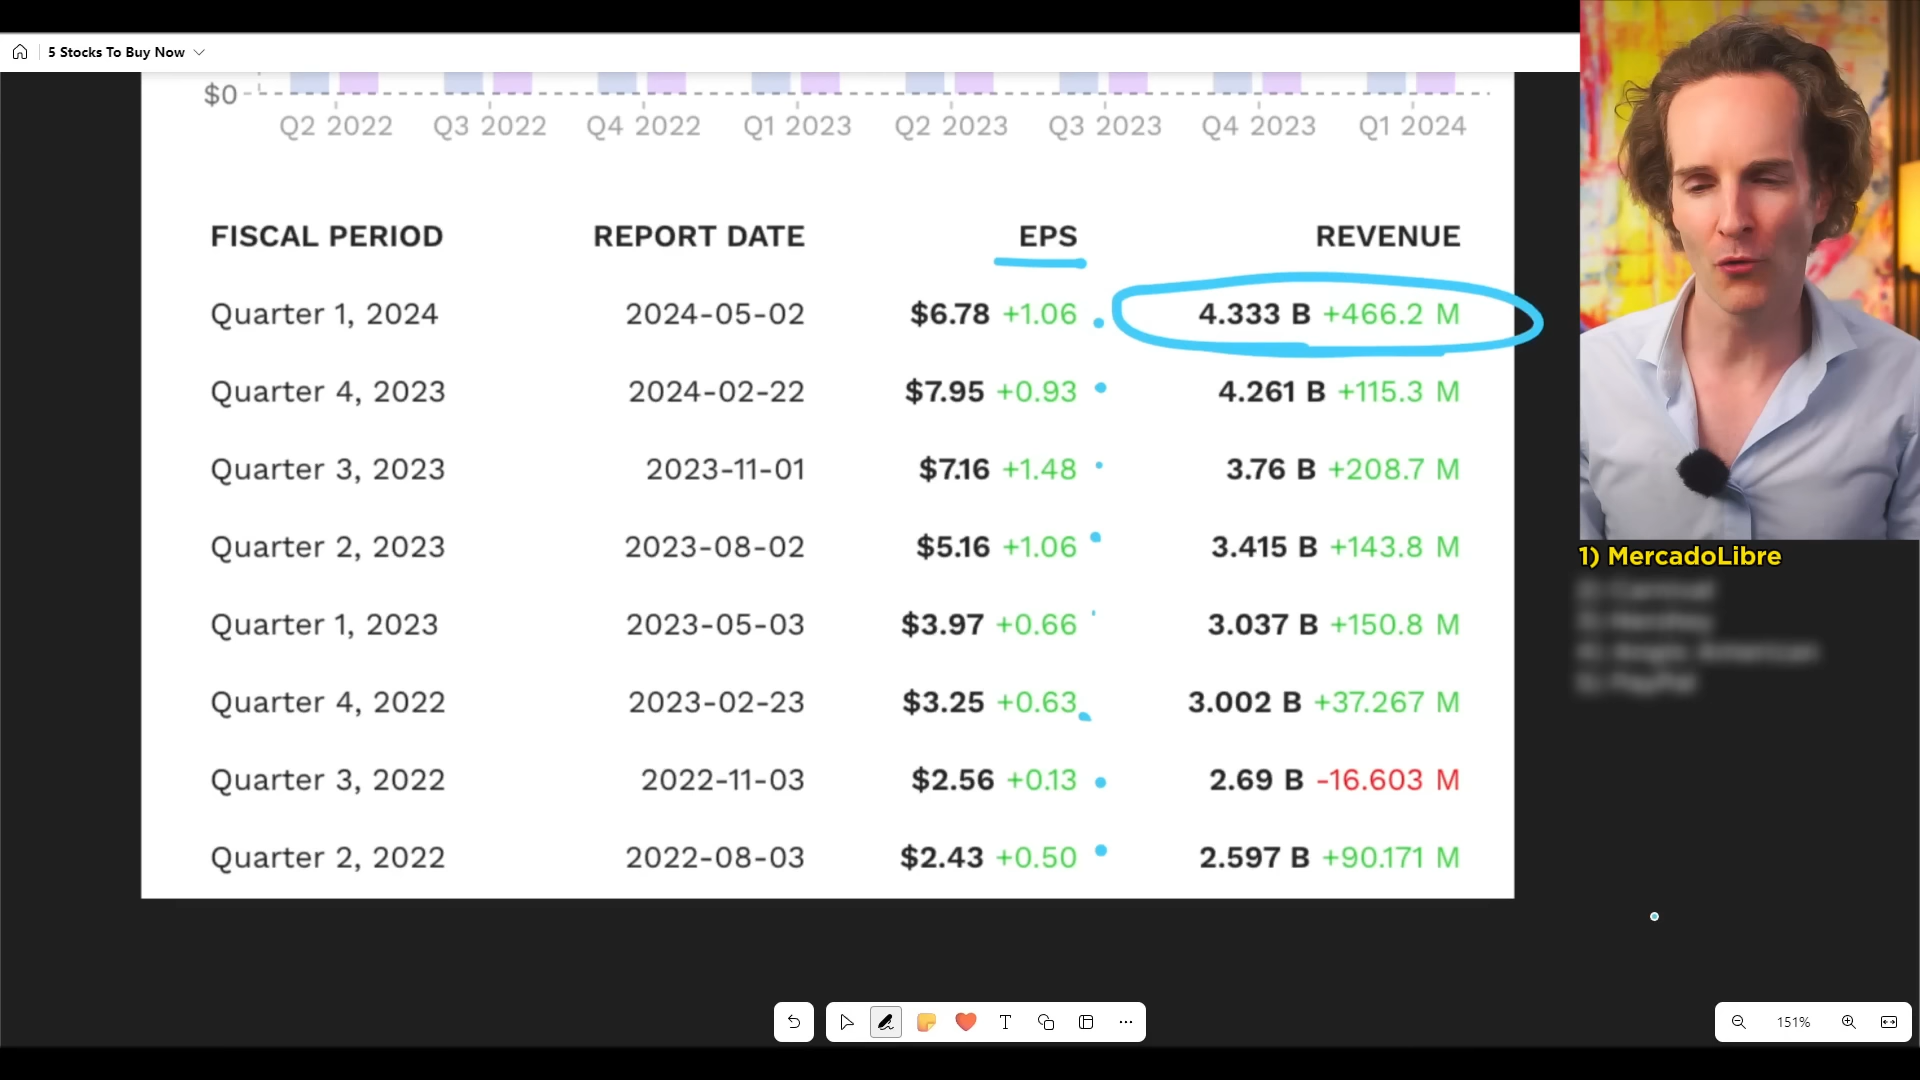 5 Stocks To Buy Now
$0
Q2 2022 Q3 2022 Q4 2022 Q1 2023 Q2 2023 Q3 2023 Q4 2023 Q1 2024
FISCAL PERIOD REPORT DATE EPS REVENUE
Quarter 1, 2024 2024-05-02 $6.78 +1.06 4.333 B +466.2 M
Quarter 4, 2023 2024-02-22 $7.95 +0.93 4.261 B +115.3 M
Quarter 3, 2023 2023-11-01 $7.16 +1.48 3.76 B +208.7 M
Quarter 2, 2023 2023-08-02 $5.16 +1.06 3.415 B +143.8 M
Quarter 1, 2023 2023-05-03 $3.97 +0.66 3.037 B +150.8 M
Quarter 4, 2022 2023-02-23 $3.25 +0.63 3.002 B +37.267 M
Quarter 3, 2022 2022-11-03 $2.56 +0.13 2.69 B -16.603 M
Quarter 2, 2022 2022-08-03 $2.43 +0.50 2.597 B +90.171 M
1) MercadoLibre
T
151%